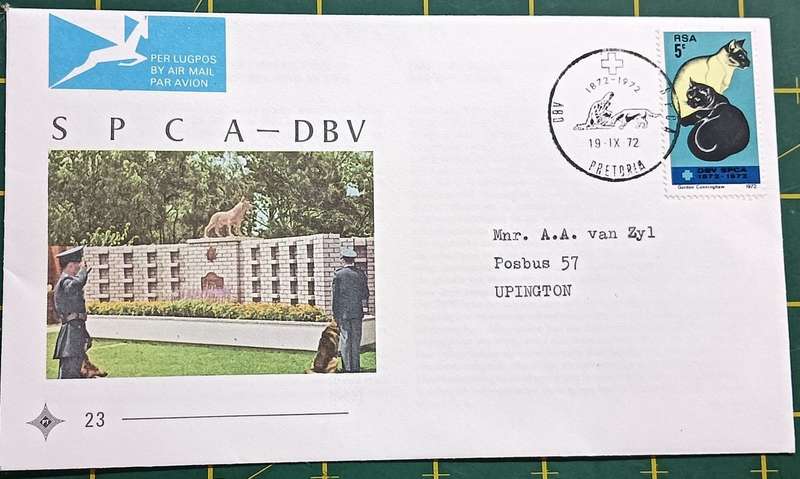 PER LUGPOS
BY AIR MAIL
PAR AVION
S P C A – DBV
23
1872-1972
DBV
S.P.C.A
19·IX 72
PRETORIA
RSA
5c
DBV SPCA
1872-1972
Gordon Cunningham 1972
Mnr. A.A. van Zyl
Posbus 57
UPINGTON